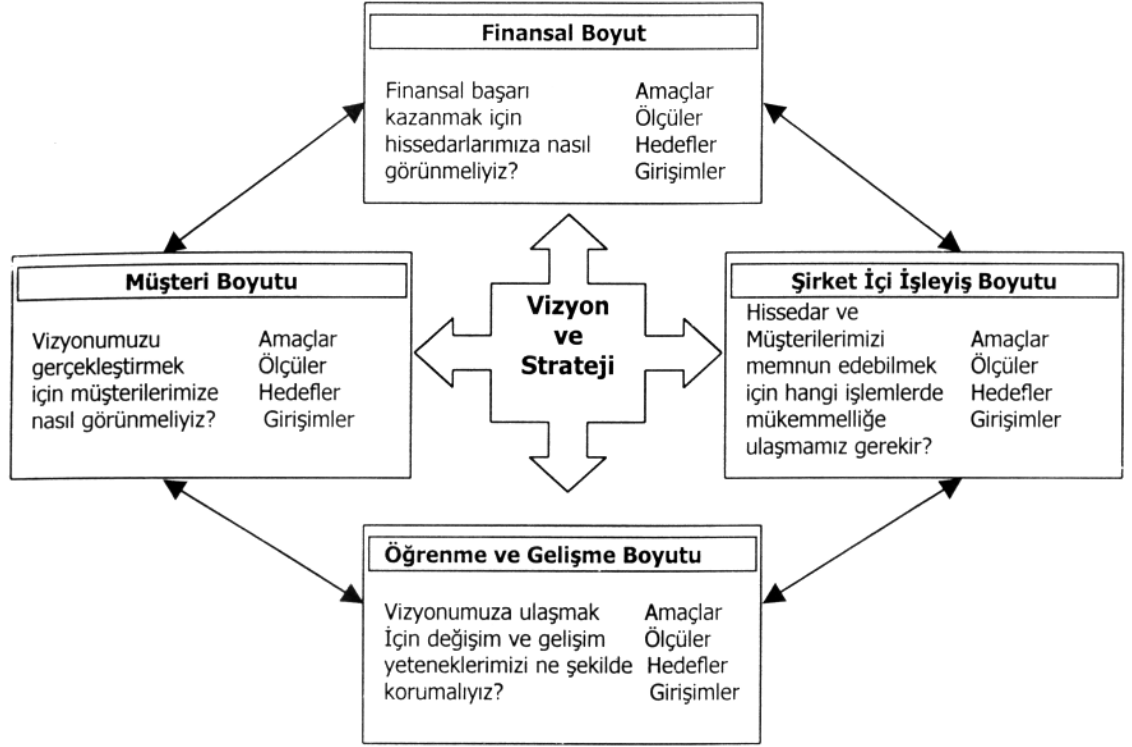 Finansal Boyut
Finansal başarı Amaçlar
kazanmak için Ölçüler
hissedarlarımıza nasıl Hedefler
görünmeliyiz? Girişimler
Müşteri Boyutu
Vizyonumuzu Amaçlar
gerçekleştirmek Ölçüler
için müşterilerimize Hedefler
nasıl görünmeliyiz? Girişimler
Vizyon
ve
Strateji
Şirket İçi İşleyiş Boyutu
Hissedar ve
Müşterilerimizi Amaçlar
memnun edebilmek Ölçüler
için hangi işlemlerde Hedefler
mükemmelliğe Girişimler
ulaşmamız gerekir?
Öğrenme ve Gelişme Boyutu
Vizyonumuza ulaşmak Amaçlar
İçin değişim ve gelişim Ölçüler
yeteneklerimizi ne şekilde Hedefler
korumalıyız? Girişimler